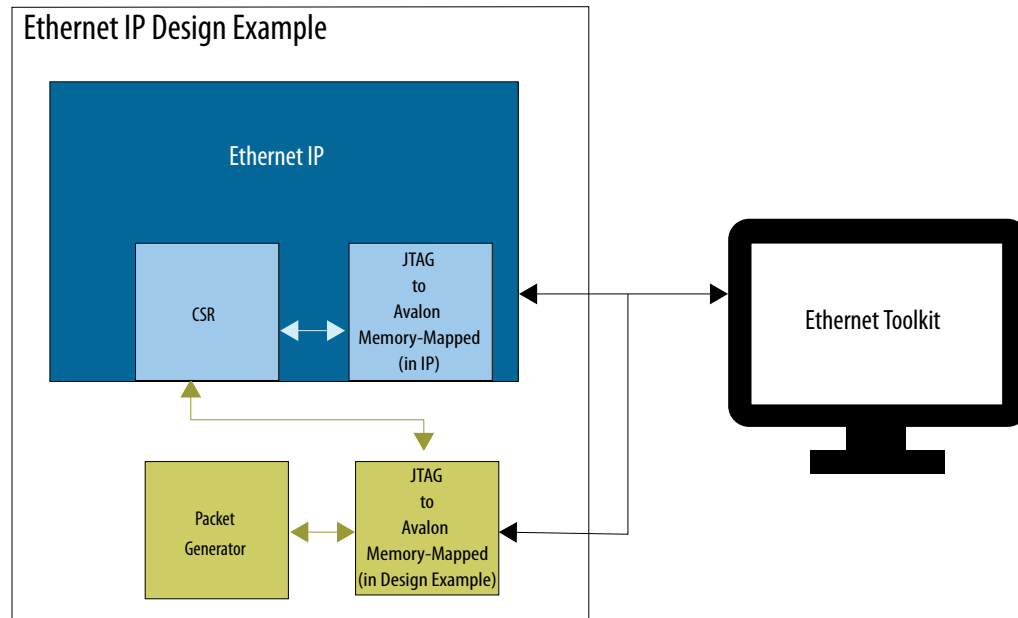 Ethernet IP Design Example
Ethernet IP
CSR
JTAG
to
Avalon
Memory-Mapped
(in IP)
Ethernet Toolkit
Packet
Generator
JTAG
to
Avalon
Memory-Mapped
(in Design Example)